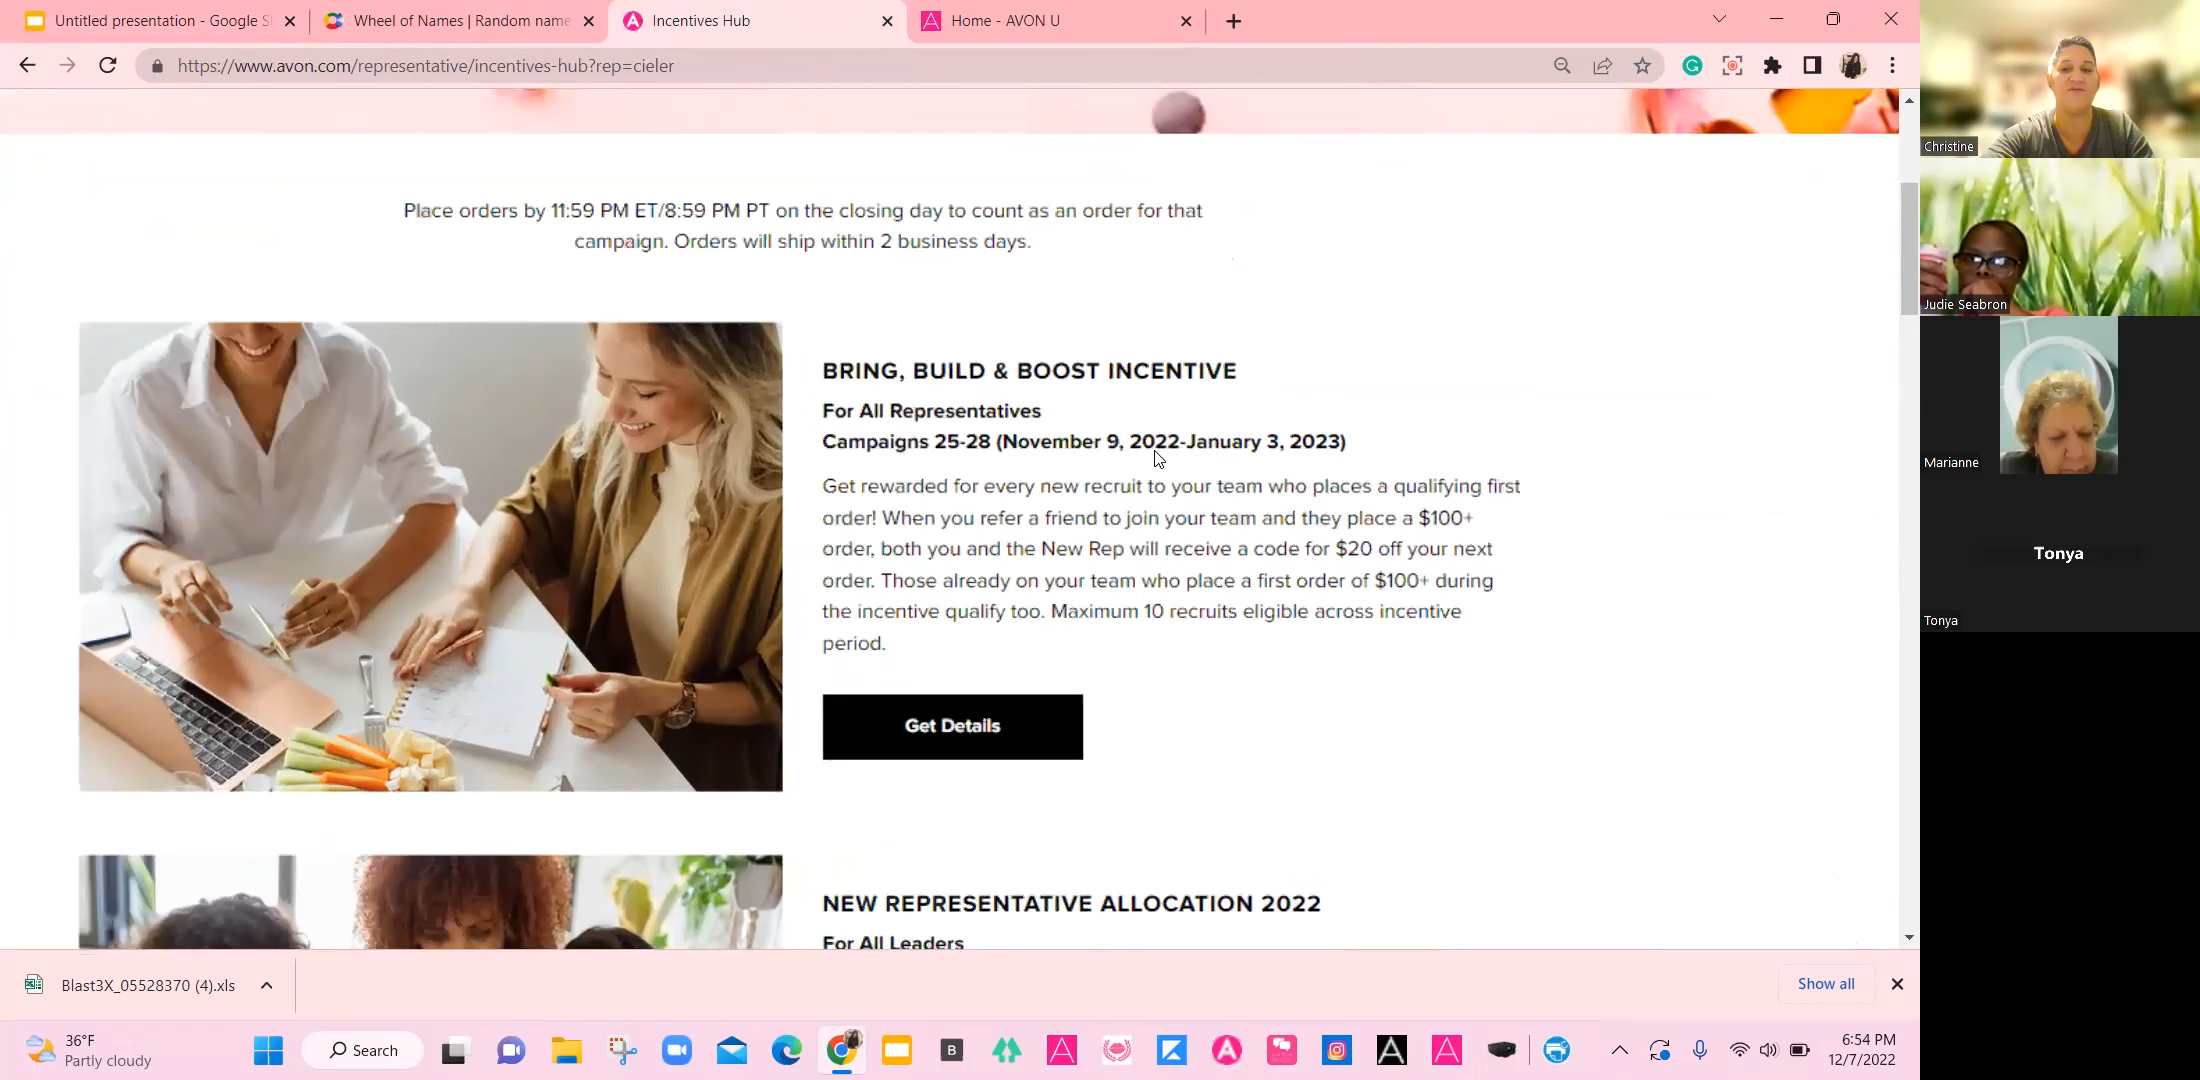 Untitled presentation - Google S
Wheel of Names | Random name
Incentives Hub
Home - AVON U
https://www.avon.com/representative/incentives-hub?rep=cieler
Place orders by 11:59 PM ET/8:59 PM PT on the closing day to count as an order for that
campaign. Orders will ship within 2 business days.
BRING, BUILD & BOOST INCENTIVE
For All Representatives
Campaigns 25-28 (November 9, 2022-January 3, 2023)
Get rewarded for every new recruit to your team who places a qualifying first
order! When you refer a friend to join your team and they place a $100+
order, both you and the New Rep will receive a code for $20 off your next
order. Those already on your team who place a first order of $100+ during
the incentive qualify too. Maximum 10 recruits eligible across incentive
period.
Get Details
NEW REPRESENTATIVE ALLOCATION 2022
For All Leaders
Christine
Judie Seabron
Marianne
Tonya
Tonya
Blast3X_05528370 (4).xls
Show all
36°F
Partly cloudy
Search
B
6:54 PM
12/7/2022